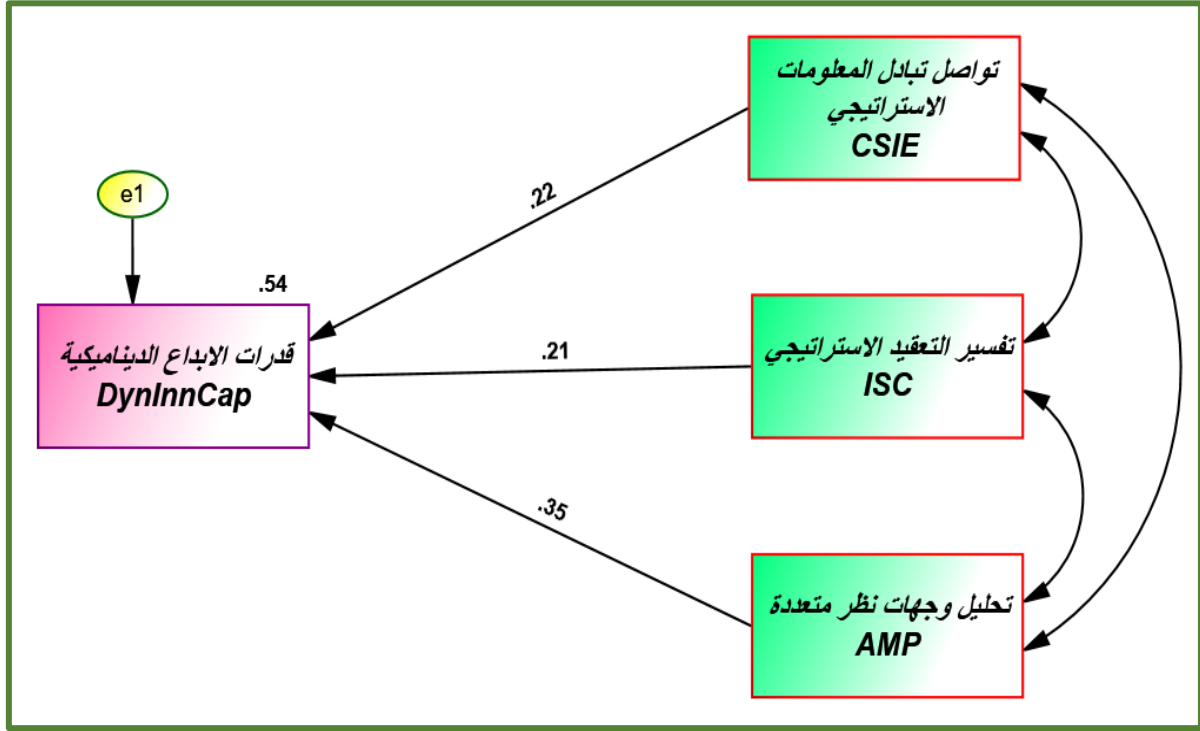 تواصل تبادل المعلومات
الاستراتيجي
CSIE
.22
e1
.54
قدرات الابداع الديناميكية
DynInnCap
.21
تفسير التعقيد الاستراتيجي
ISC
.35
تحليل وجهات نظر متعددة
AMP